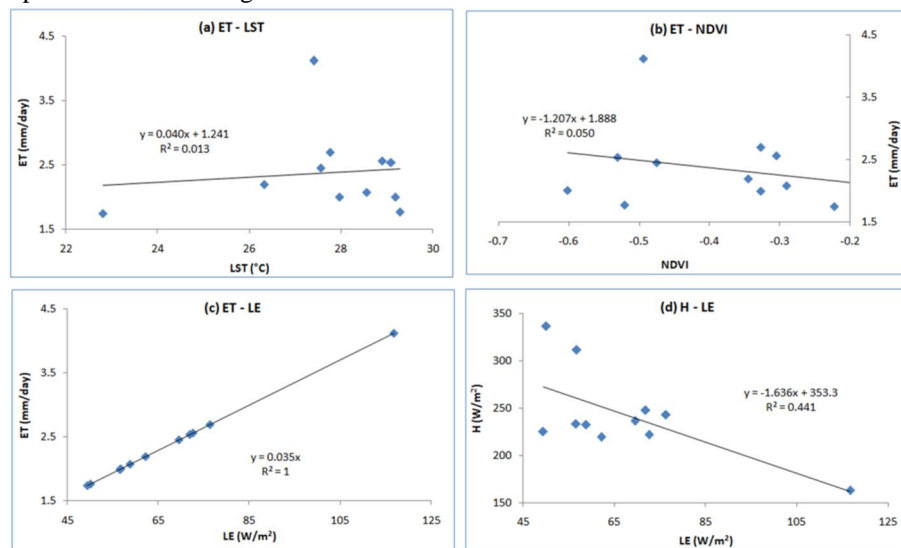 (a) ET - LST
4.5
3.5
2.5
1.5
ET (mm/day)
y = 0.040x + 1.241
R² = 0.013
22 24 26 28 30
LST (°C)
(b) ET - NDVI
4.5
3.5
2.5
1.5
ET (mm/day)
y = -1.207x + 1.888
R² = 0.050
-0.7 -0.6 -0.5 -0.4 -0.3 -0.2
NDVI
(c) ET - LE
4.5
3.5
2.5
1.5
ET (mm/day)
y = 0.035x
R² = 1
45 65 85 105 125
LE (W/m²)
(d) H - LE
350
300
250
200
150
H (W/m²)
y = -1.636x + 353.3
R² = 0.441
45 65 85 105 125
LE (W/m²)